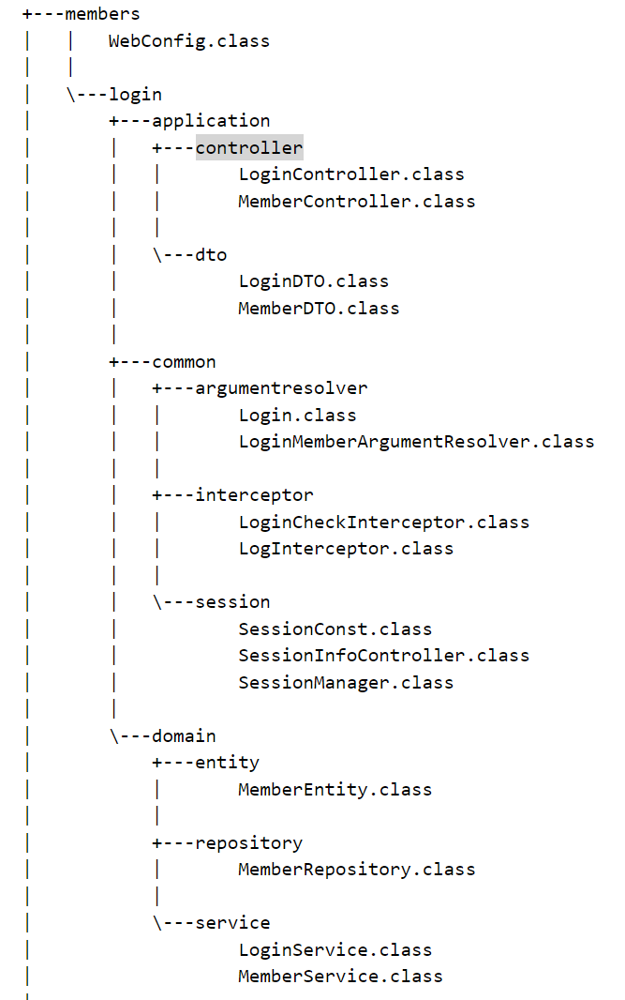 +---members
|   |   WebConfig.class
|   |
|   \---login
|       +---application
|       |   +---controller
|       |   |       LoginController.class
|       |   |       MemberController.class
|       |   |
|       |   \---dto
|       |           LoginDTO.class
|       |           MemberDTO.class
|       |
|       +---common
|       |   +---argumentresolver
|       |   |       Login.class
|       |   |       LoginMemberArgumentResolver.class
|       |   |
|       |   +---interceptor
|       |   |       LoginCheckInterceptor.class
|       |   |       LogInterceptor.class
|       |   |
|       |   \---session
|       |           SessionConst.class
|       |           SessionInfoController.class
|       |           SessionManager.class
|       |
|       \---domain
|           +---entity
|           |       MemberEntity.class
|           |
|           +---repository
|           |       MemberRepository.class
|           |
|           \---service
|                   LoginService.class
|                   MemberService.class
|